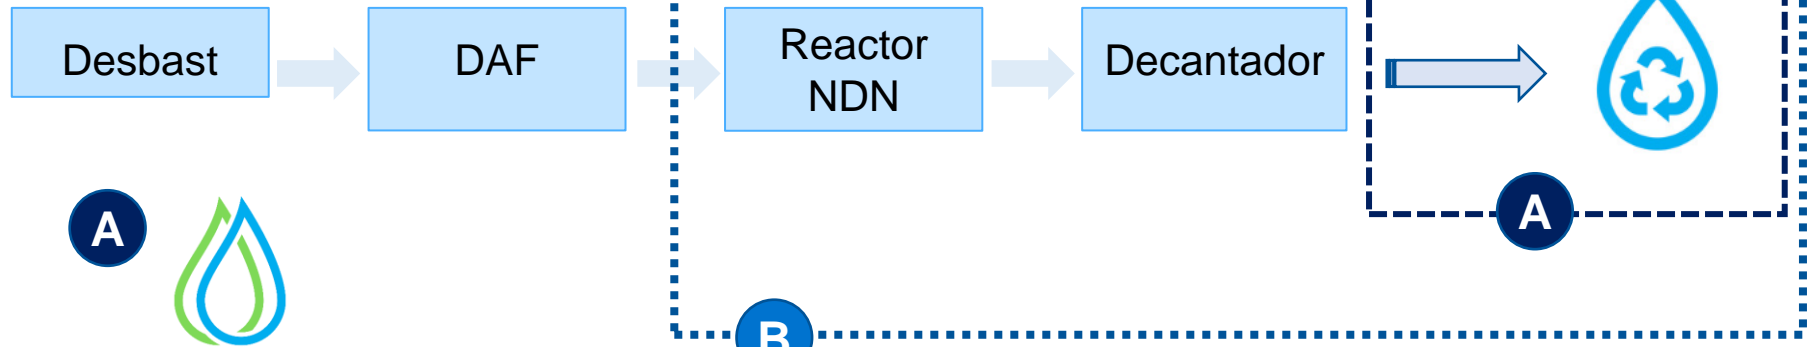 Desbast
DAF
Reactor
NDN
Decantador
A
A
B